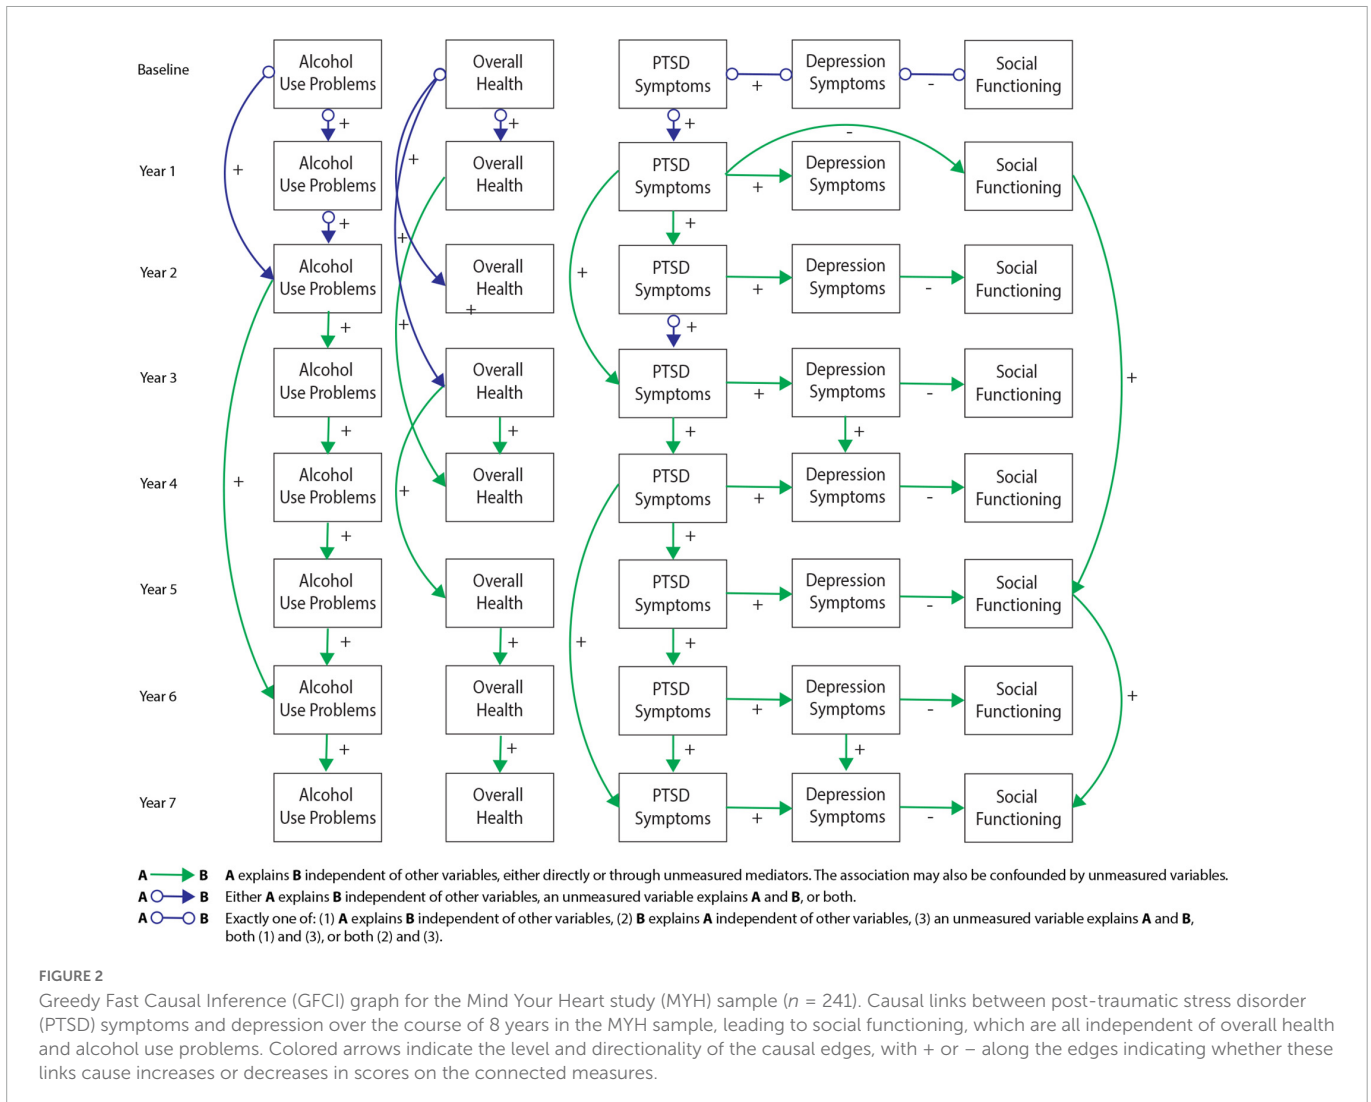 Baseline
Alcohol
Use Problems
Overall
Health
PTSD
Symptoms
+
Depression
Symptoms
-
Social
Functioning
+
+
+
Year 1
Alcohol
Use Problems
Overall
Health
PTSD
Symptoms
+
Depression
Symptoms
-
Social
Functioning
+
+
+
+
+
Year 2
Alcohol
Use Problems
Overall
Health
+
PTSD
Symptoms
+
Depression
Symptoms
-
Social
Functioning
+
+
+
+
Year 3
Alcohol
Use Problems
Overall
Health
PTSD
Symptoms
+
Depression
Symptoms
-
Social
Functioning
+
+
+
+
+
Year 4
Alcohol
Use Problems
Overall
Health
PTSD
Symptoms
+
Depression
Symptoms
-
Social
Functioning
+
+
+
+
Year 5
Alcohol
Use Problems
Overall
Health
PTSD
Symptoms
+
Depression
Symptoms
-
Social
Functioning
+
+
+
+
Year 6
Alcohol
Use Problems
Overall
Health
PTSD
Symptoms
+
Depression
Symptoms
-
Social
Functioning
+
+
+
+
+
Year 7
Alcohol
Use Problems
Overall
Health
PTSD
Symptoms
+
Depression
Symptoms
-
Social
Functioning
A B A explains B independent of other variables, either directly or through unmeasured mediators. The association may also be confounded by unmeasured variables.
A B Either A explains B independent of other variables, an unmeasured variable explains A and B, or both.
A B Exactly one of: (1) A explains B independent of other variables, (2) B explains A independent of other variables, (3) an unmeasured variable explains A and B,
both (1) and (3), or both (2) and (3).
FIGURE 2
Greedy Fast Causal Inference (GFCI) graph for the Mind Your Heart study (MYH) sample (n = 241). Causal links between post-traumatic stress disorder
(PTSD) symptoms and depression over the course of 8 years in the MYH sample, leading to social functioning, which are all independent of overall health
and alcohol use problems. Colored arrows indicate the level and directionality of the causal edges, with + or – along the edges indicating whether these
links cause increases or decreases in scores on the connected measures.